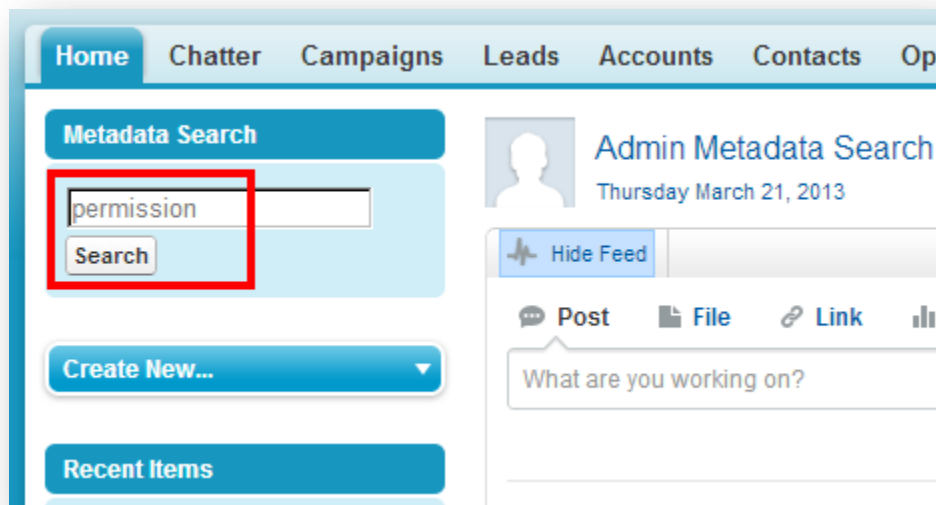 Home Chatter Campaigns Leads Accounts Contacts Op
Metadata Search
permission
Search
Create New...
Recent Items
Admin Metadata Search
Thursday March 21, 2013
Hide Feed
Post File Link
What are you working on?